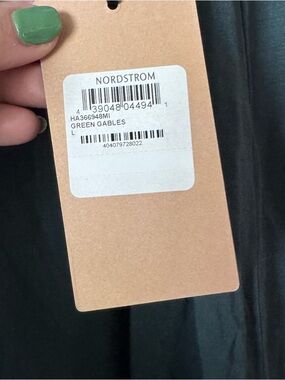 NORDSTROM
4 39048 04494 1
HA366948MI
GREEN GABLES
L
404079728022